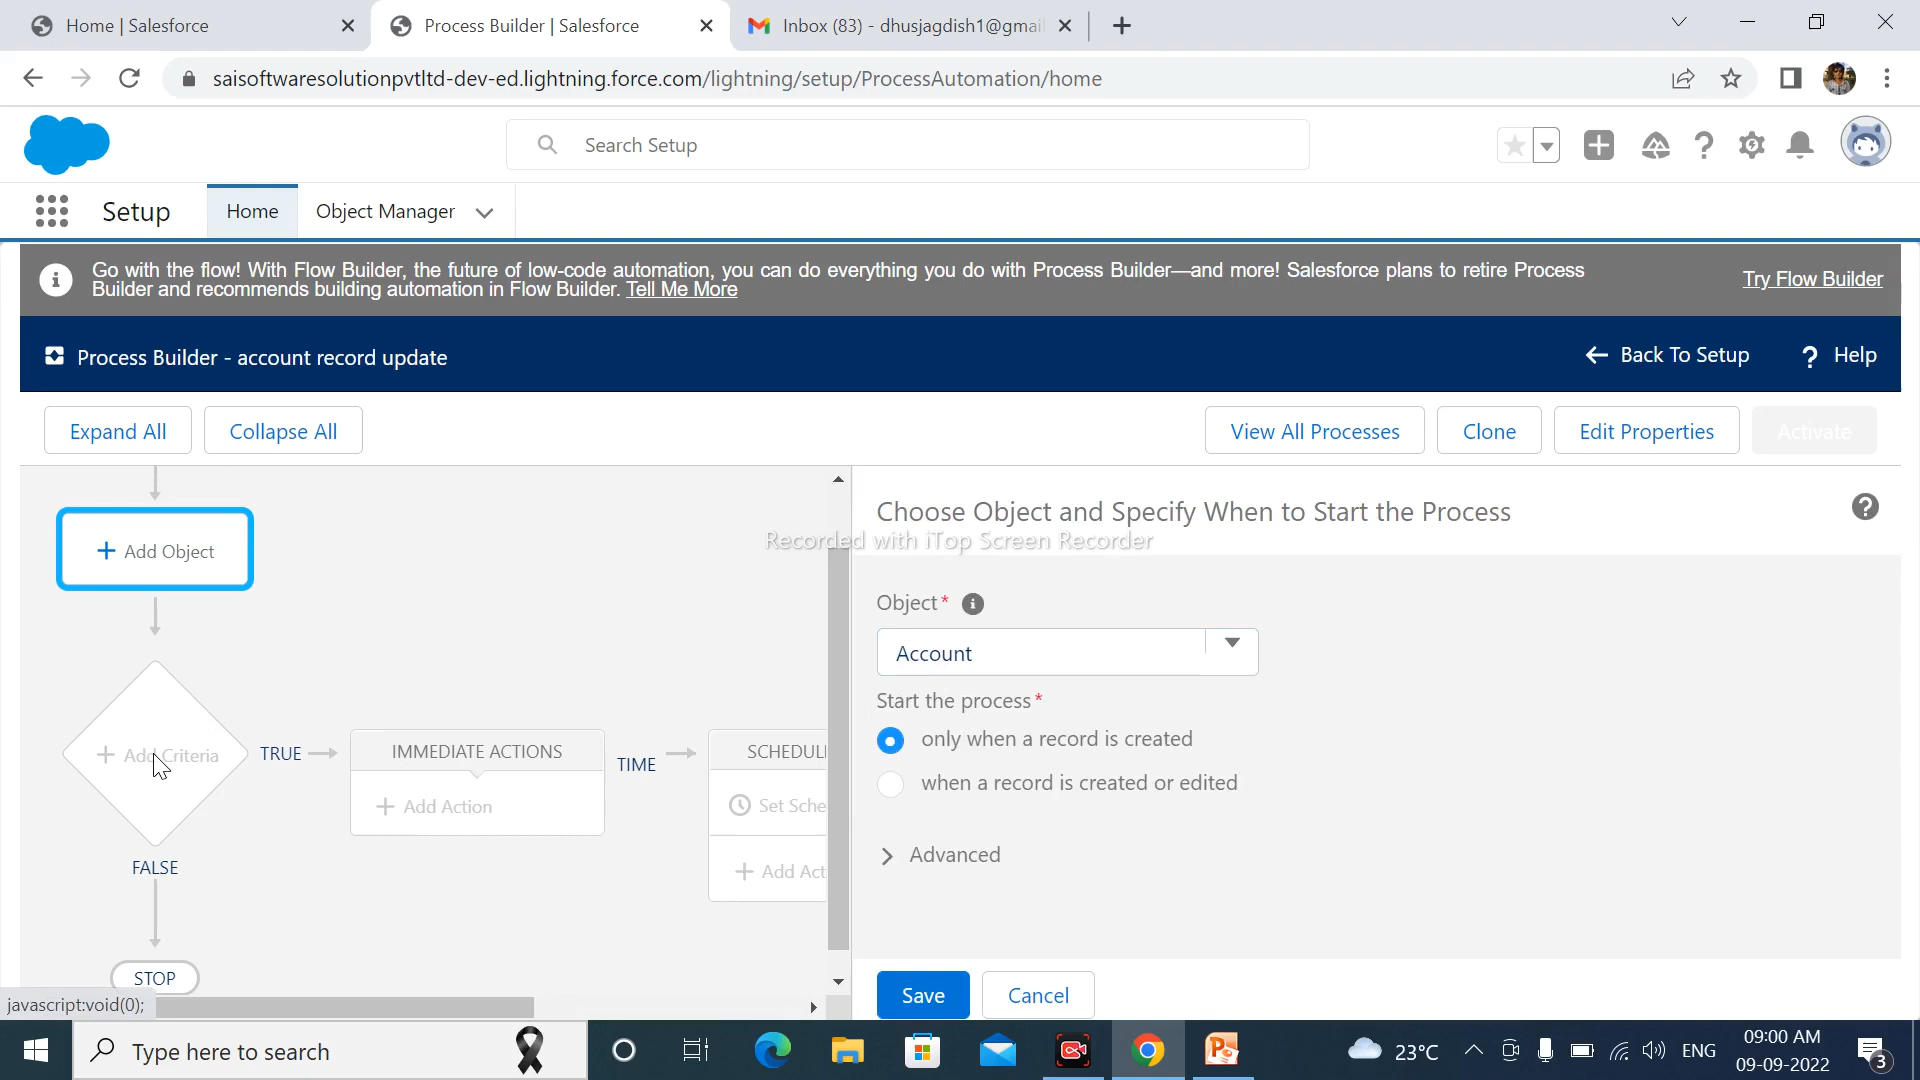 Home | Salesforce
Process Builder | Salesforce
Inbox (83) - dhusjagdish1@gmai
saisoftwaresolutionpvtltd-dev-ed.lightning.force.com/lightning/setup/ProcessAutomation/home
Search Setup
Setup
Home
Object Manager
Go with the flow! With Flow Builder, the future of low-code automation, you can do everything you do with Process Builder—and more! Salesforce plans to retire Process
Builder and recommends building automation in Flow Builder. Tell Me More
Try Flow Builder
Process Builder - account record update
Back To Setup
? Help
Expand All
Collapse All
View All Processes
Clone
Edit Properties
Activate
+ Add Object
Choose Object and Specify When to Start the Process
Recorded with iTop Screen Recorder
Object*
Account
Start the process*
only when a record is created
when a record is created or edited
Advanced
+ Add Criteria
TRUE
IMMEDIATE ACTIONS
+ Add Action
TIME
SCHEDUL
Set Sche
+ Add Act
FALSE
STOP
Save
Cancel
javascript:void(0);
Type here to search
23°C
ENG
09:00 AM
09-09-2022
3